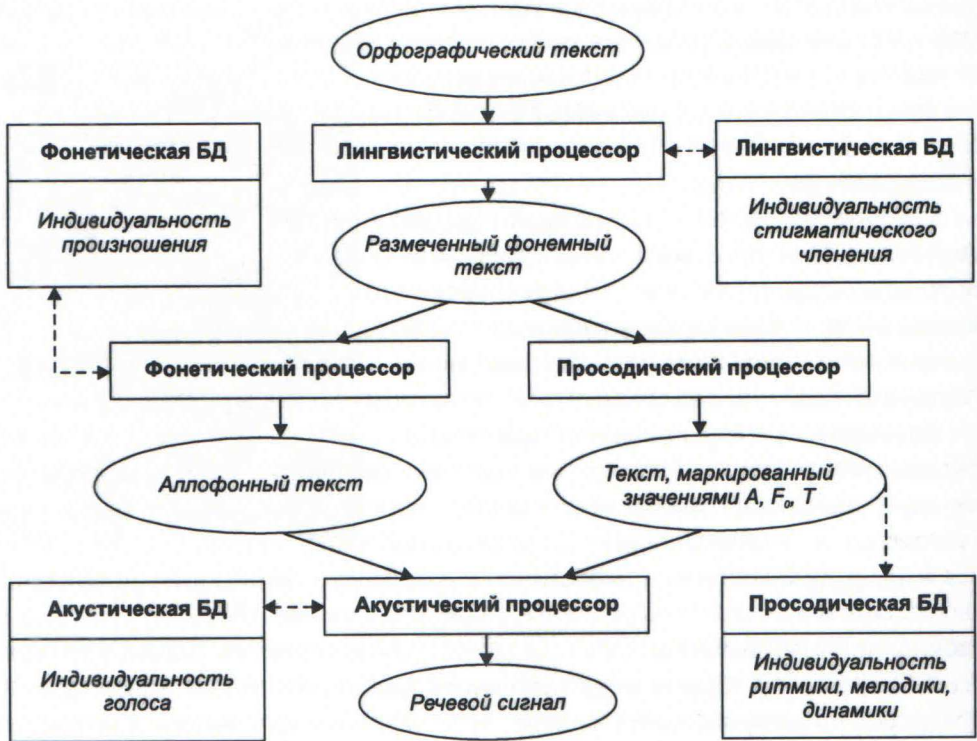 Орфографический текст
Фонетическая БД
Индивидуальность
произношения
Лингвистический процессор
Лингвистическая БД
Индивидуальность
стигматического
членения
Размеченный фонемный
текст
Фонетический процессор
Просодический процессор
Аллофонный текст
Текст, маркированный
значениями A, F₀, T
Акустическая БД
Индивидуальность
голоса
Акустический процессор
Просодическая БД
Индивидуальность
ритмики, мелодики,
динамики
Речевой сигнал